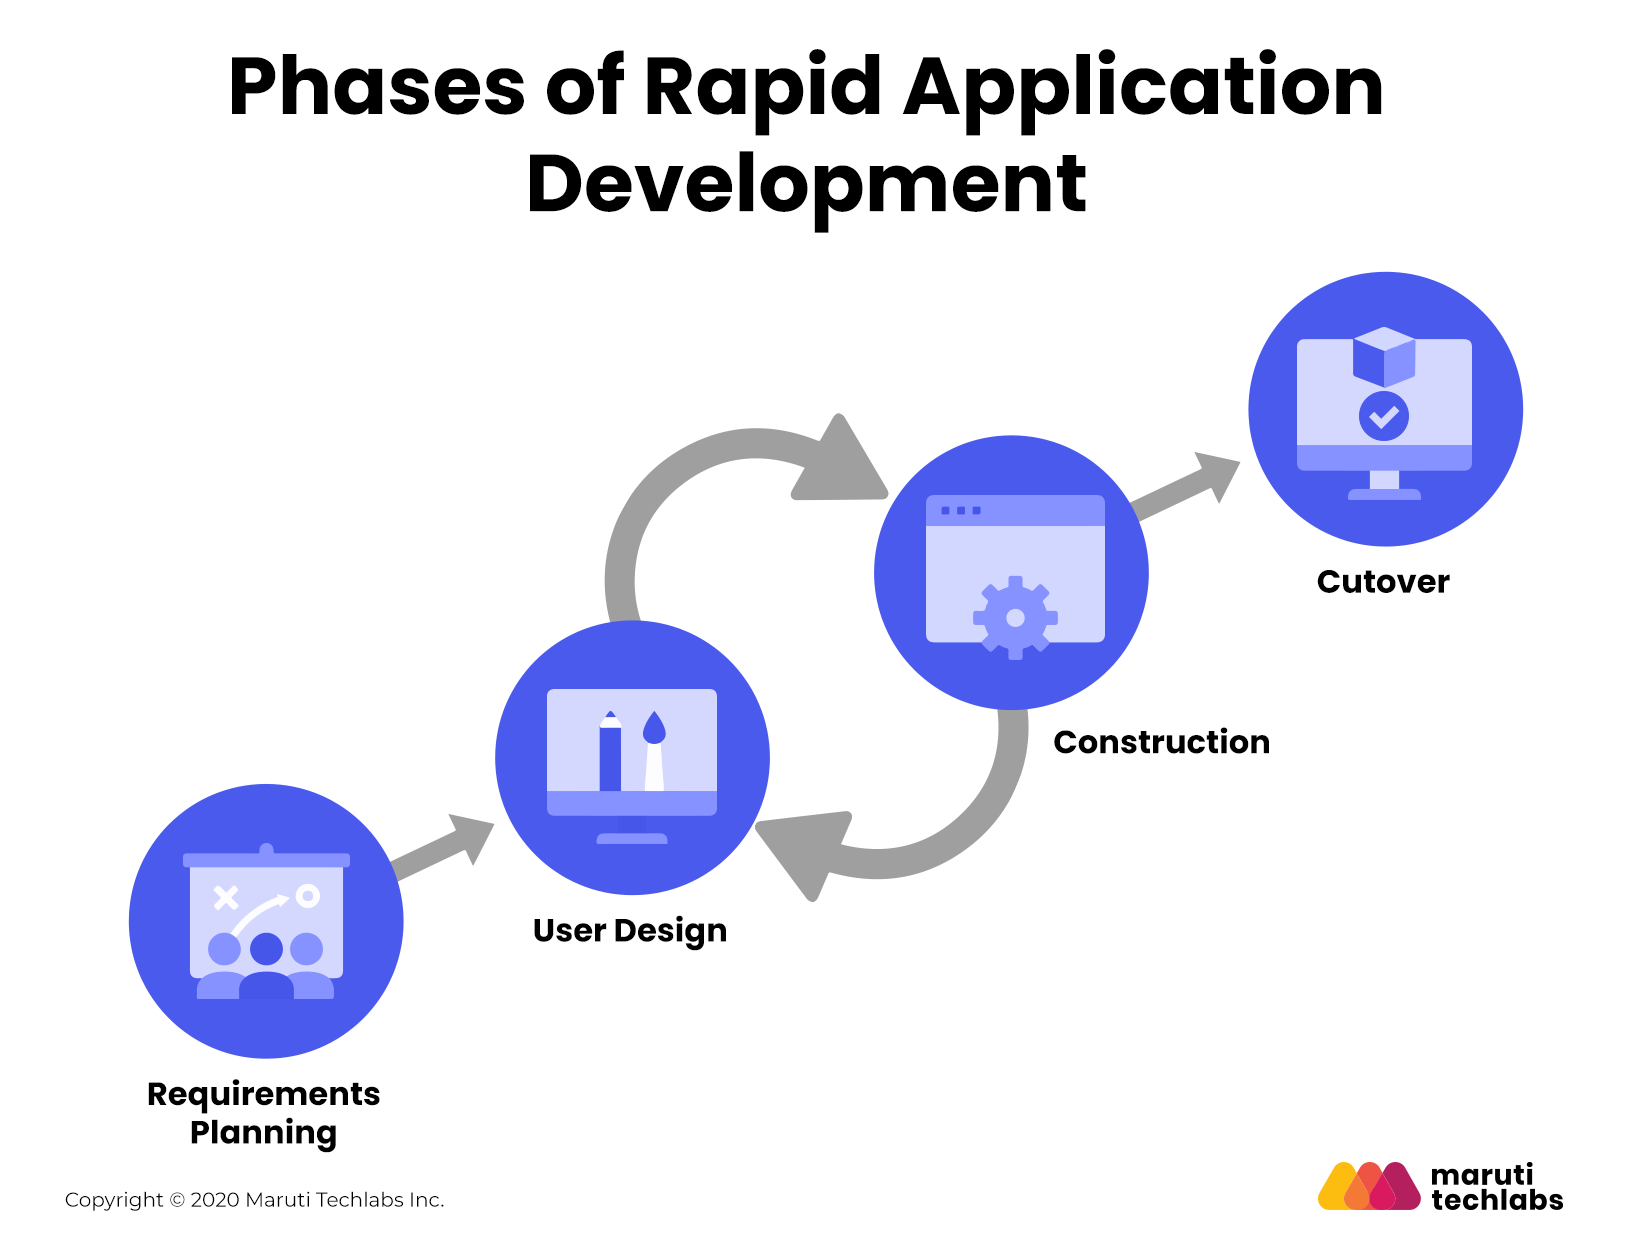 Phases of Rapid Application
Development
Cutover
Construction
User Design
Requirements
Planning
Copyright © 2020 Maruti Techlabs Inc.
maruti
techlabs